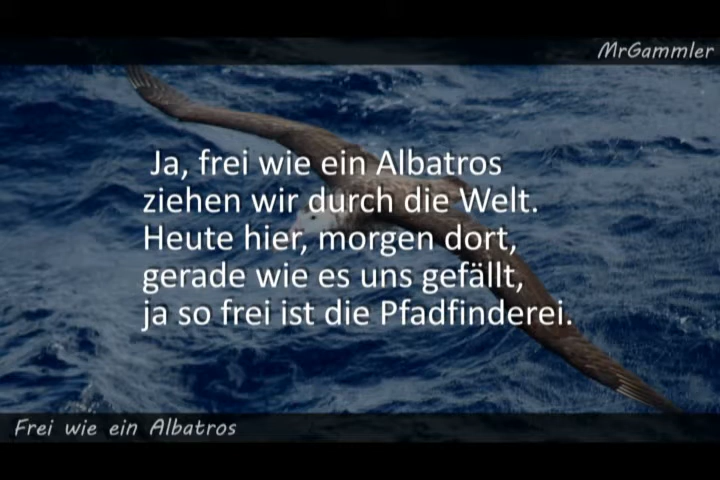 MrGammler
Ja, frei wie ein Albatros
ziehen wir durch die Welt.
Heute hier, morgen dort,
gerade wie es uns gefällt,
ja so frei ist die Pfadfinderei.
Frei wie ein Albatros